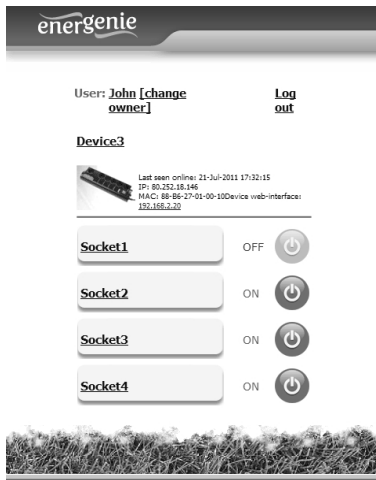 energenie
User: John [change owner]
Log out
Device3
Last seen online: 21-Jul-2011 17:32:15
IP: 80.252.18.146
MAC: 88-B6-27-01-00-10Device web-interface:
192.168.2.20
Socket1 OFF
Socket2 ON
Socket3 ON
Socket4 ON